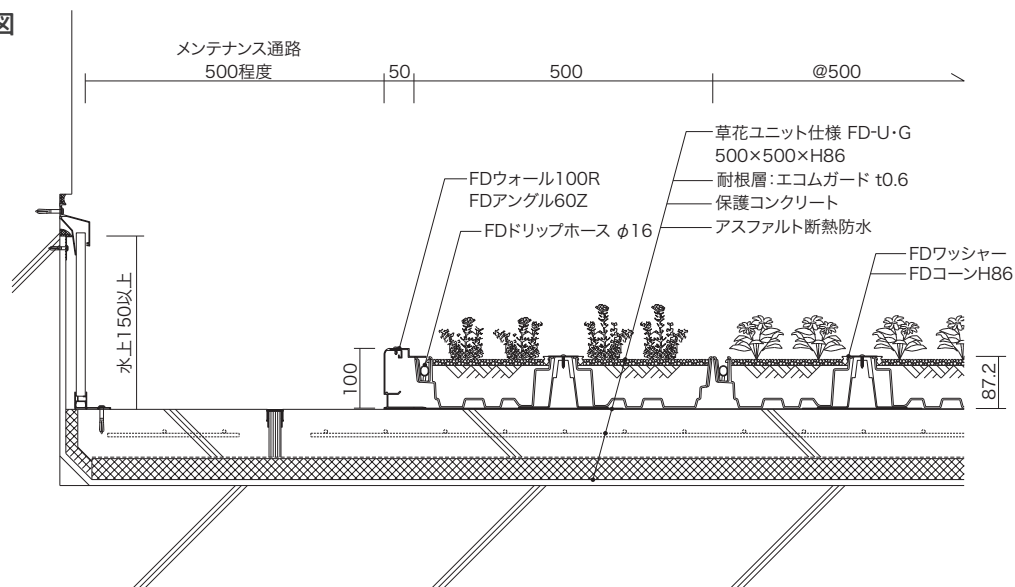 図
メンテナンス通路
500程度
50
500
@500
草花ユニット仕様 FD-U・G
500×500×H86
耐根層:エコムガード t0.6
保護コンクリート
アスファルト断熱防水
FDウォール100R
FDアングル60Z
FDドリップホース φ16
FDワッシャー
FDコーンH86
水上150以上
100
87.2